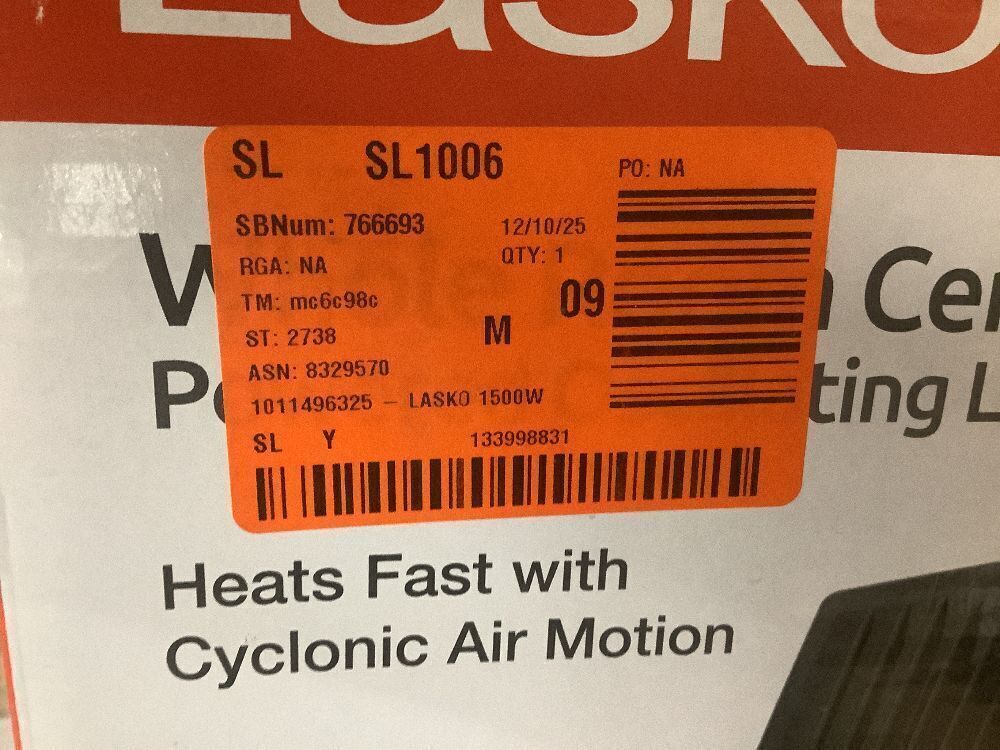 Lasko
SL SL1006
PO: NA
SBNum: 766693 12/10/25
RGA: NA QTY: 1
TM: mc6c98c 09
ST: 2738 M
ASN: 8329570
1011496325 – LASKO 1500W
SL Y 133998831
Heats Fast with
Cyclonic Air Motion